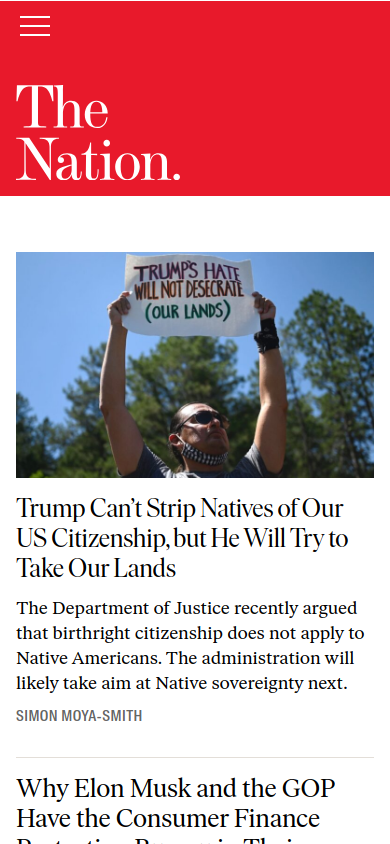 The
Nation.
TRUMP'S HATE
WILL NOT DESECRATE
(OUR LANDS)
Trump Can't Strip Natives of Our
US Citizenship, but He Will Try to
Take Our Lands
The Department of Justice recently argued
that birthright citizenship does not apply to
Native Americans. The administration will
likely take aim at Native sovereignty next.
SIMON MOYA-SMITH
Why Elon Musk and the GOP
Have the Consumer Finance